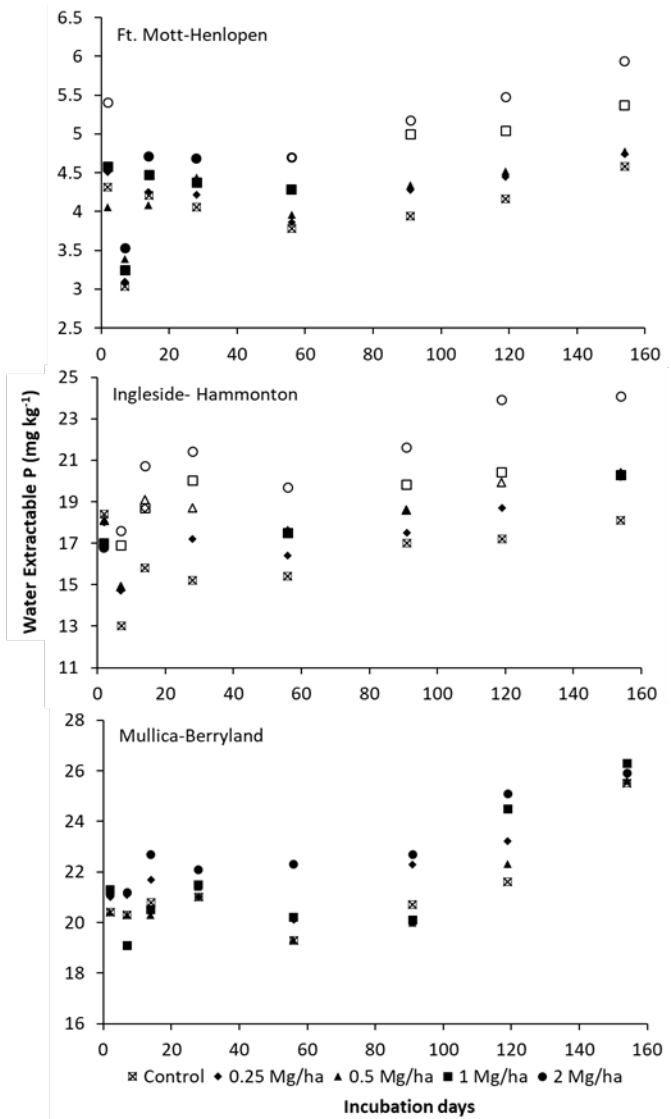 Ft. Mott-Henlopen
6.5
6
5.5
5
4.5
4
3.5
3
2.5
0 20 40 60 80 100 120 140 160
Water Extractable P (mg kg-1)
Ingleside- Hammonton
25
23
21
19
17
15
13
11
0 20 40 60 80 100 120 140 160
Mullica-Berryland
28
26
24
22
20
18
16
0 20 40 60 80 100 120 140 160
Control 0.25 Mg/ha 0.5 Mg/ha 1 Mg/ha 2 Mg/ha
Incubation days